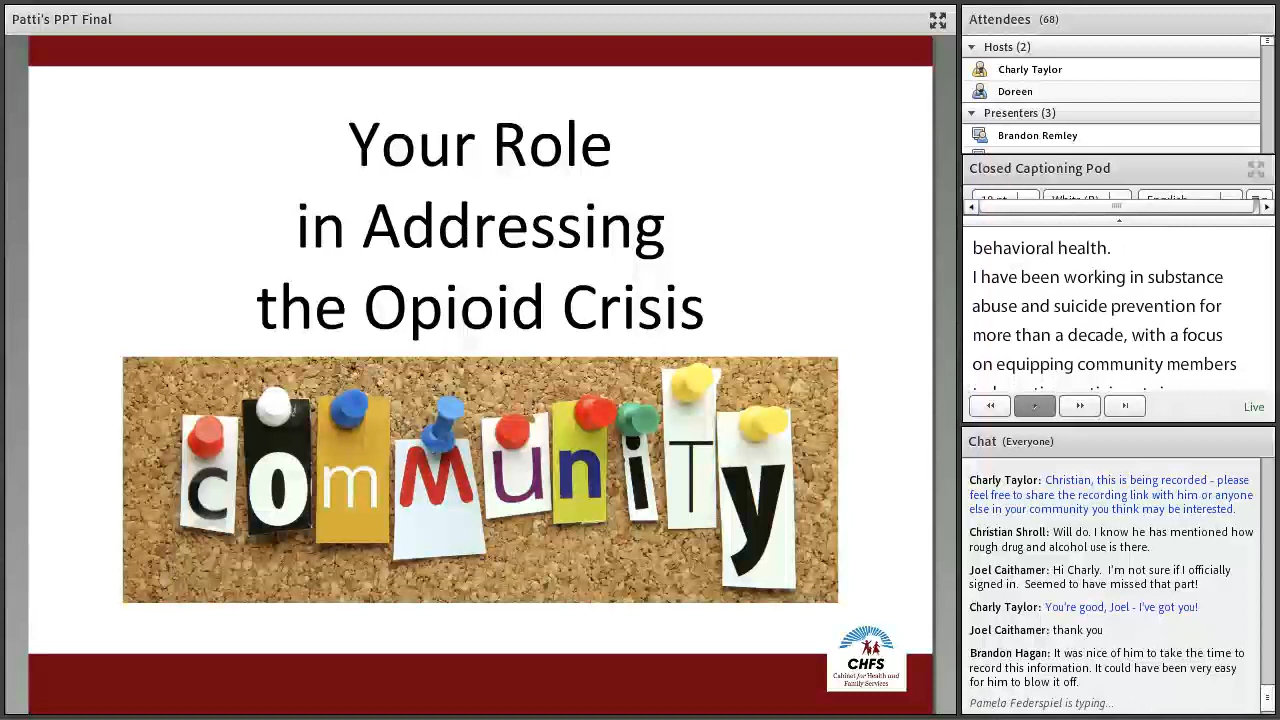 Patti's PPT Final
Your Role
in Addressing
the Opioid Crisis
comMuniTy
CHFS
Cabinet for Health and
Family Services
Attendees (68)
Hosts (2)
Charly Taylor
Doreen
Presenters (3)
Brandon Remley
Closed Captioning Pod
English
behavioral health.
I have been working in substance
abuse and suicide prevention for
more than a decade, with a focus
on equipping community members
Live
Chat (Everyone)
Charly Taylor: Christian, this is being recorded - please
feel free to share the recording link with him or anyone
else in your community you think may be interested.
Christian Shroll: Will do. I know he has mentioned how
rough drug and alcohol use is there.
Joel Caithamer: Hi Charly. I'm not sure if I officially
signed in. Seemed to have missed that part!
Charly Taylor: You're good, Joel - I've got you!
Joel Caithamer: thank you
Brandon Hagan: It was nice of him to take the time to
record this information. It could have been very easy
for him to blow it off.
Pamela Federspiel is typing...